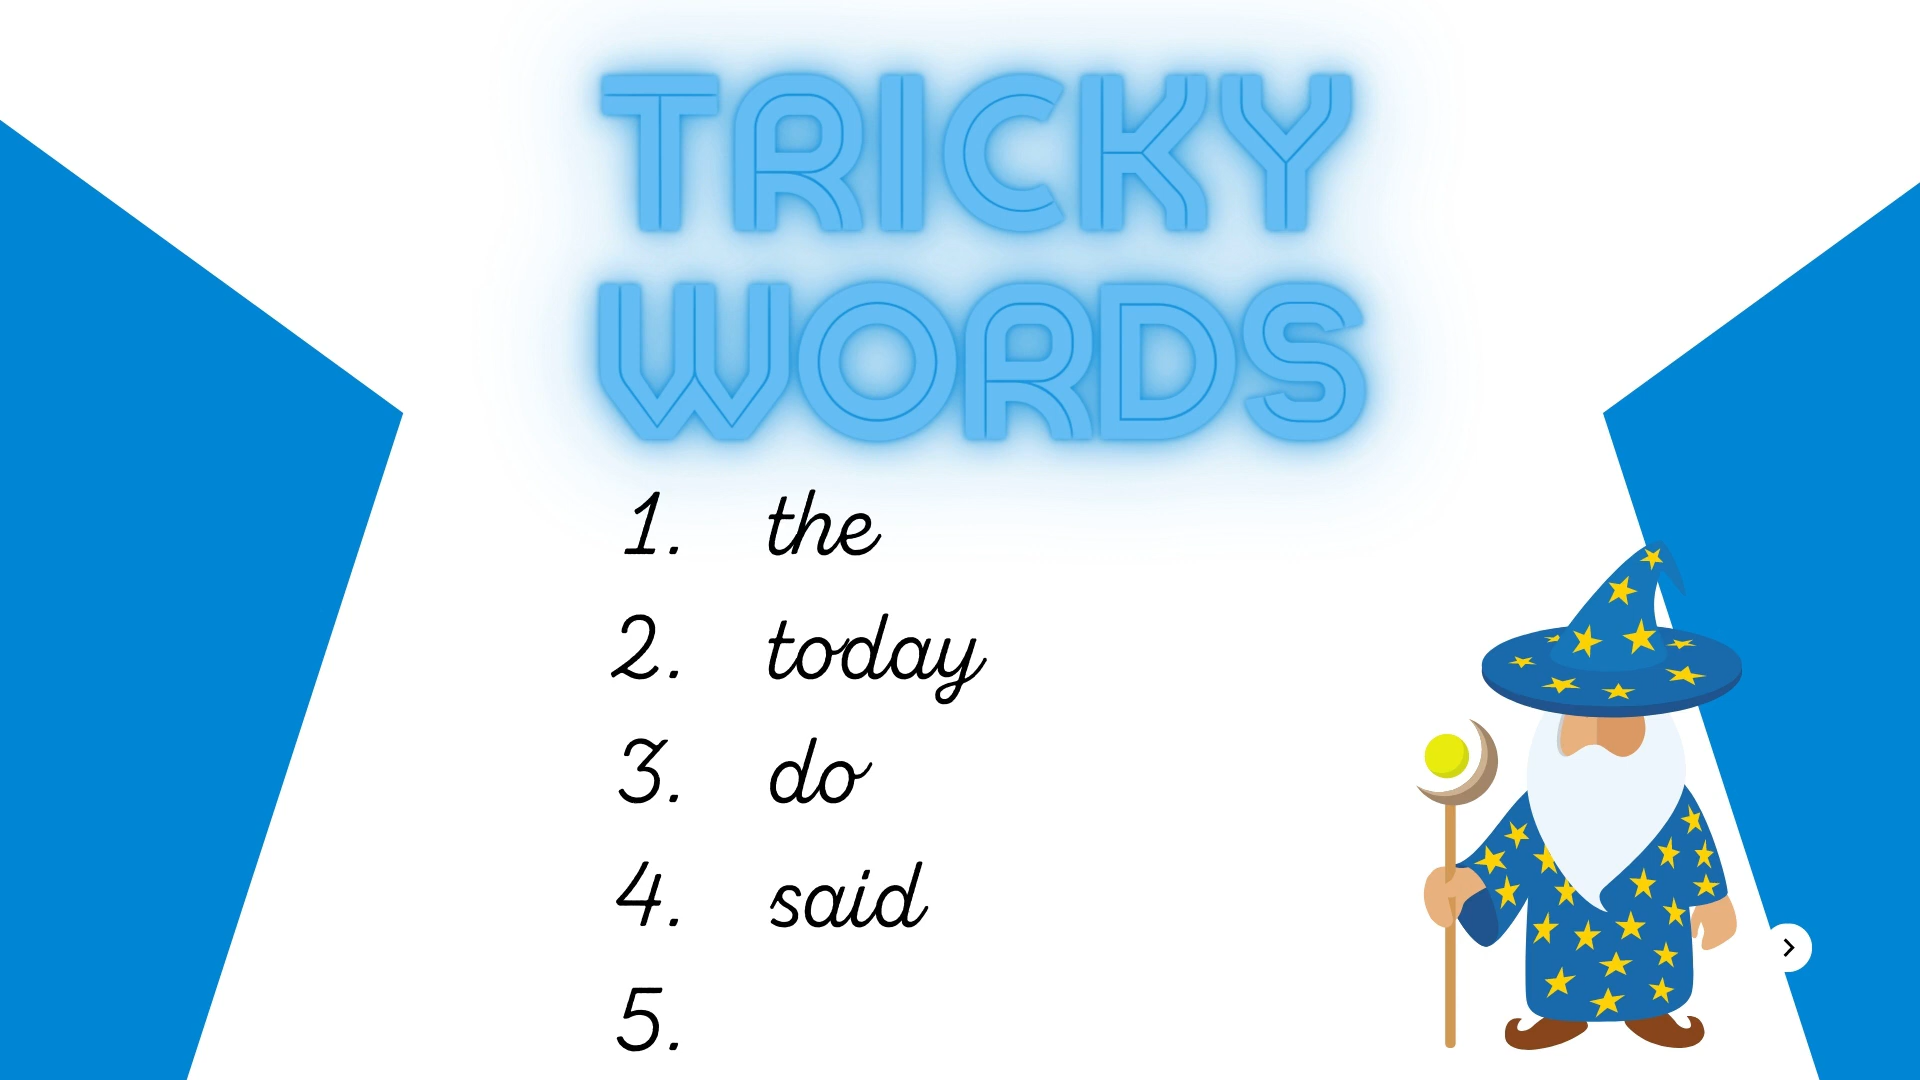 TRICKY
WORDS
1. the
2. today
3. do
4. said
5.